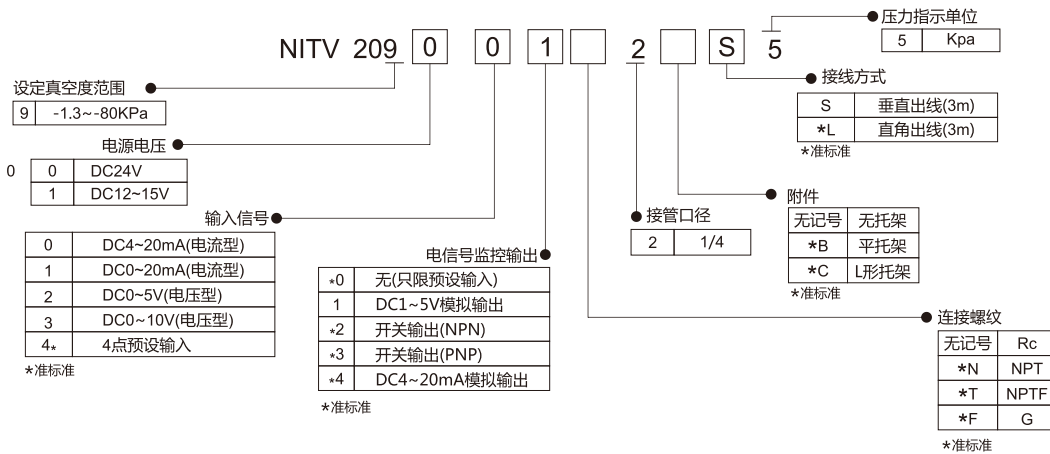 NITV 209 0 0 1 2 S 5
压力指示单位
5 Kpa
接线方式
S 垂直出线(3m)
*L 直角出线(3m)
*准标准
设定真空度范围
9 -1.3~-80KPa
电源电压
0
0 DC24V
1 DC12~15V
输入信号
0 DC4~20mA(电流型)
1 DC0~20mA(电流型)
2 DC0~5V(电压型)
3 DC0~10V(电压型)
4* 4点预设输入
*准标准
电信号监控输出
*0 无(只限预设输入)
1 DC1~5V模拟输出
*2 开关输出(NPN)
*3 开关输出(PNP)
*4 DC4~20mA模拟输出
*准标准
接管口径
2 1/4
附件
无记号 无托架
*B 平托架
*C L形托架
*准标准
连接螺纹
无记号 Rc
*N NPT
*T NPTF
*F G
*准标准